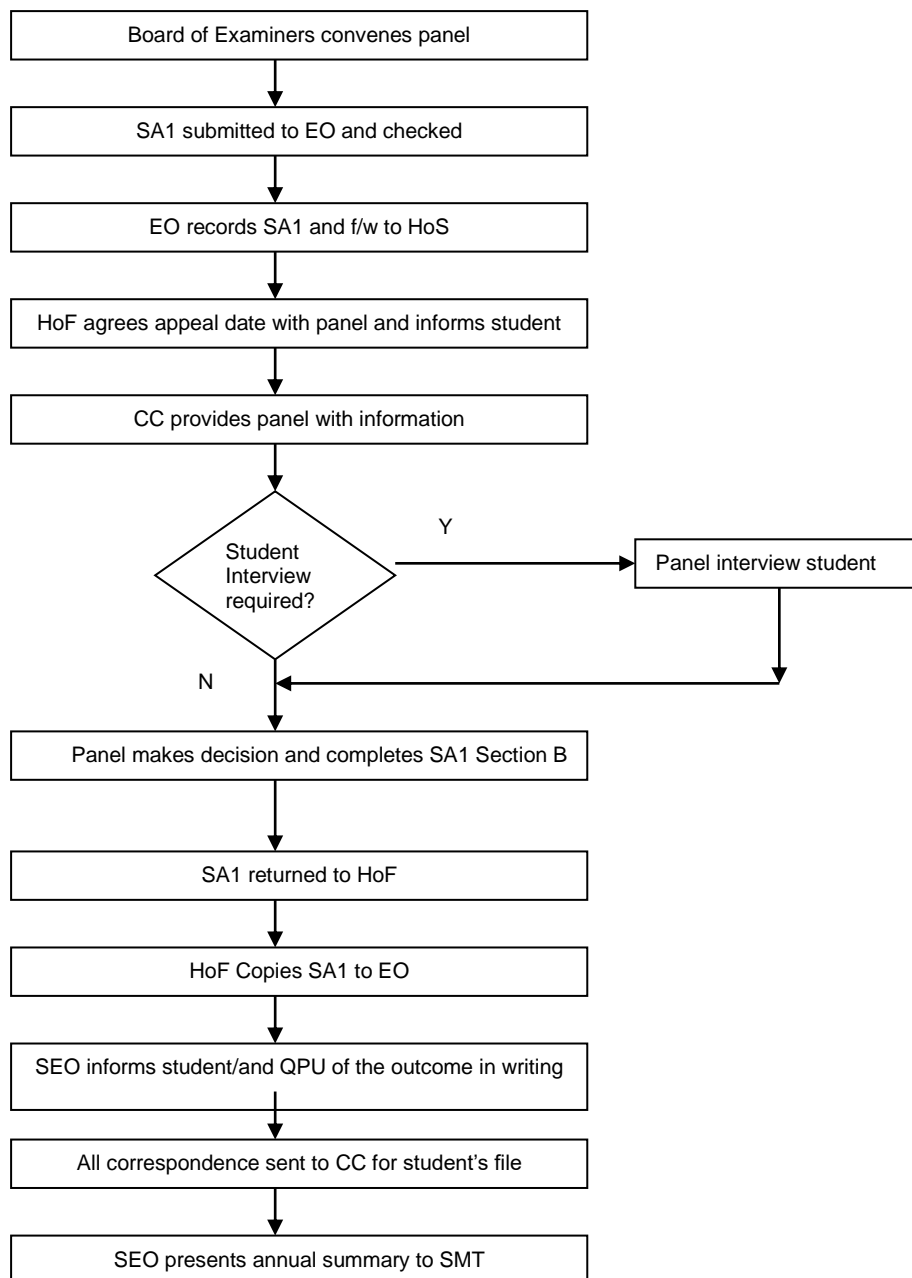 Board of Examiners convenes panel
SA1 submitted to EO and checked
EO records SA1 and f/w to HoS
HoF agrees appeal date with panel and informs student
CC provides panel with information
Y
Student
Interview
required?
Panel interview student
N
Panel makes decision and completes SA1 Section B
SA1 returned to HoF
HoF Copies SA1 to EO
SEO informs student/and QPU of the outcome in writing
All correspondence sent to CC for student’s file
SEO presents annual summary to SMT